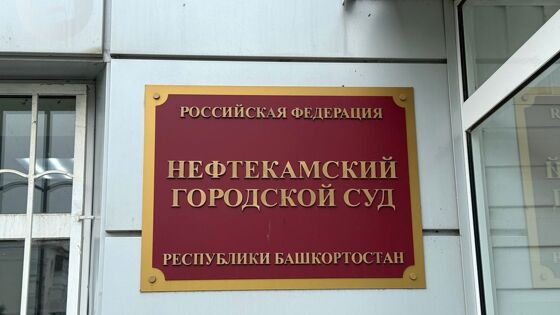 РОССИЙСКАЯ ФЕДЕРАЦИЯ
НЕФТЕКАМСКИЙ
ГОРОДСКОЙ СУД
РЕСПУБЛИКИ БАШКОРТОСТАН